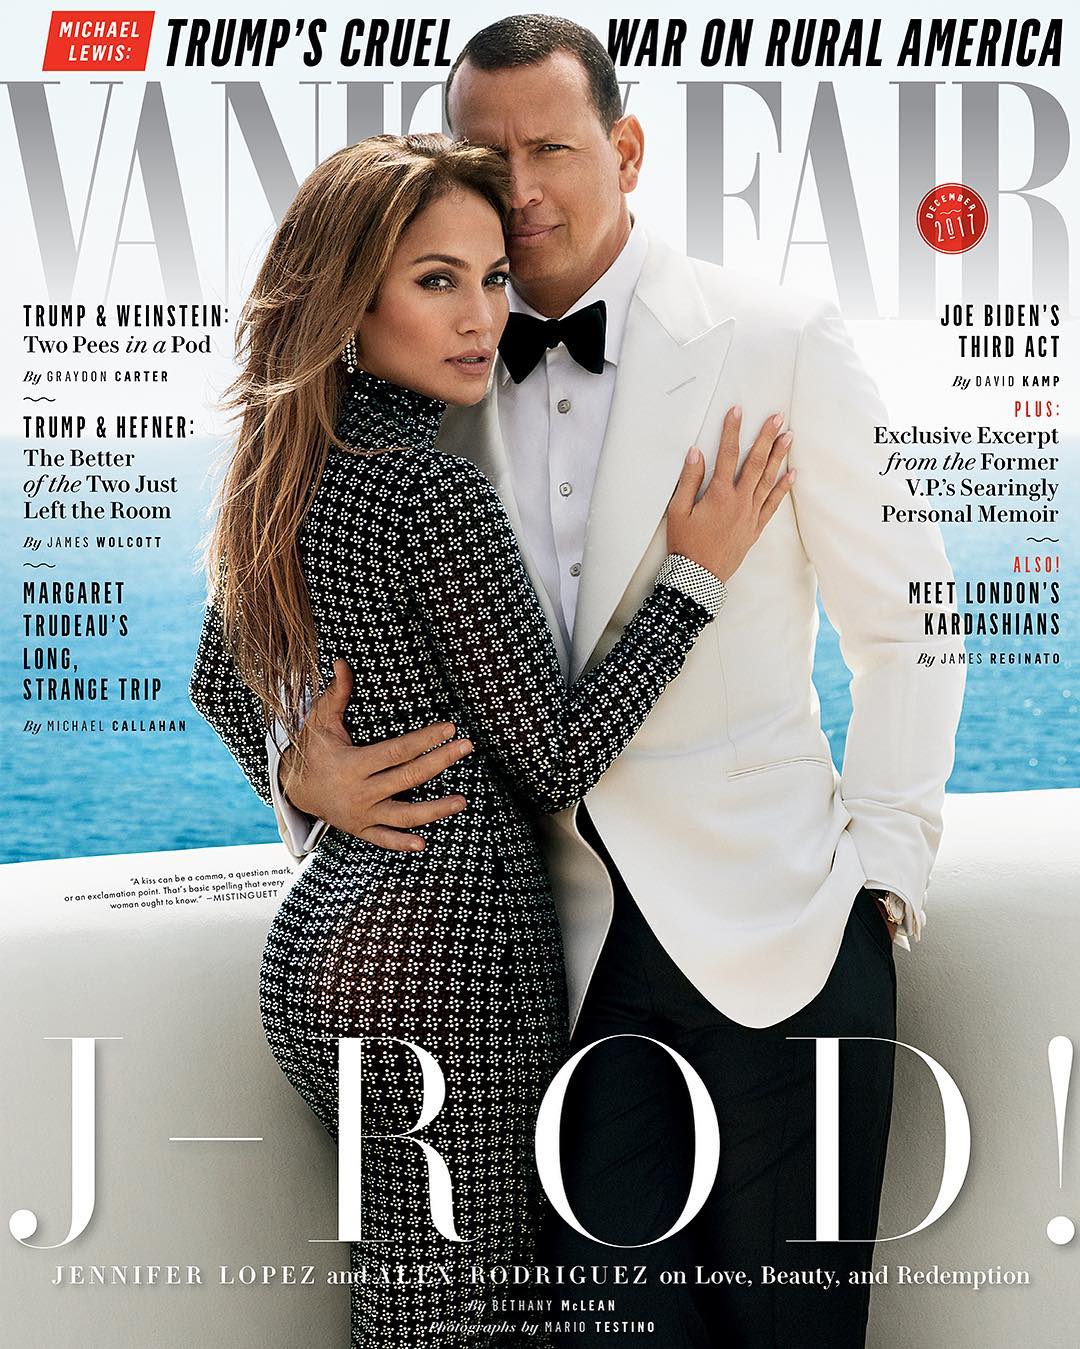 MICHAEL
LEWIS:
TRUMP'S CRUEL WAR ON RURAL AMERICA
VANITY FAIR
DECEMBER
2017
TRUMP & WEINSTEIN:
Two Pees in a Pod
By GRAYDON CARTER
TRUMP & HEFNER:
The Better
of the Two Just
Left the Room
By JAMES WOLCOTT
MARGARET
TRUDEAU'S
LONG,
STRANGE TRIP
By MICHAEL CALLAHAN
JOE BIDEN'S
THIRD ACT
By DAVID KAMP
PLUS:
Exclusive Excerpt
from the Former
V.P.'s Searingly
Personal Memoir
ALSO!
MEET LONDON'S
KARDASHIANS
By JAMES REGINATO
"A kiss can be a comma, a question mark,
or an exclamation point. That's basic spelling that every
woman ought to know." —MISTINGUETT
J-ROD!
JENNIFER LOPEZ and ALEX RODRIGUEZ on Love, Beauty, and Redemption
By BETHANY McLEAN
Photographs by MARIO TESTINO